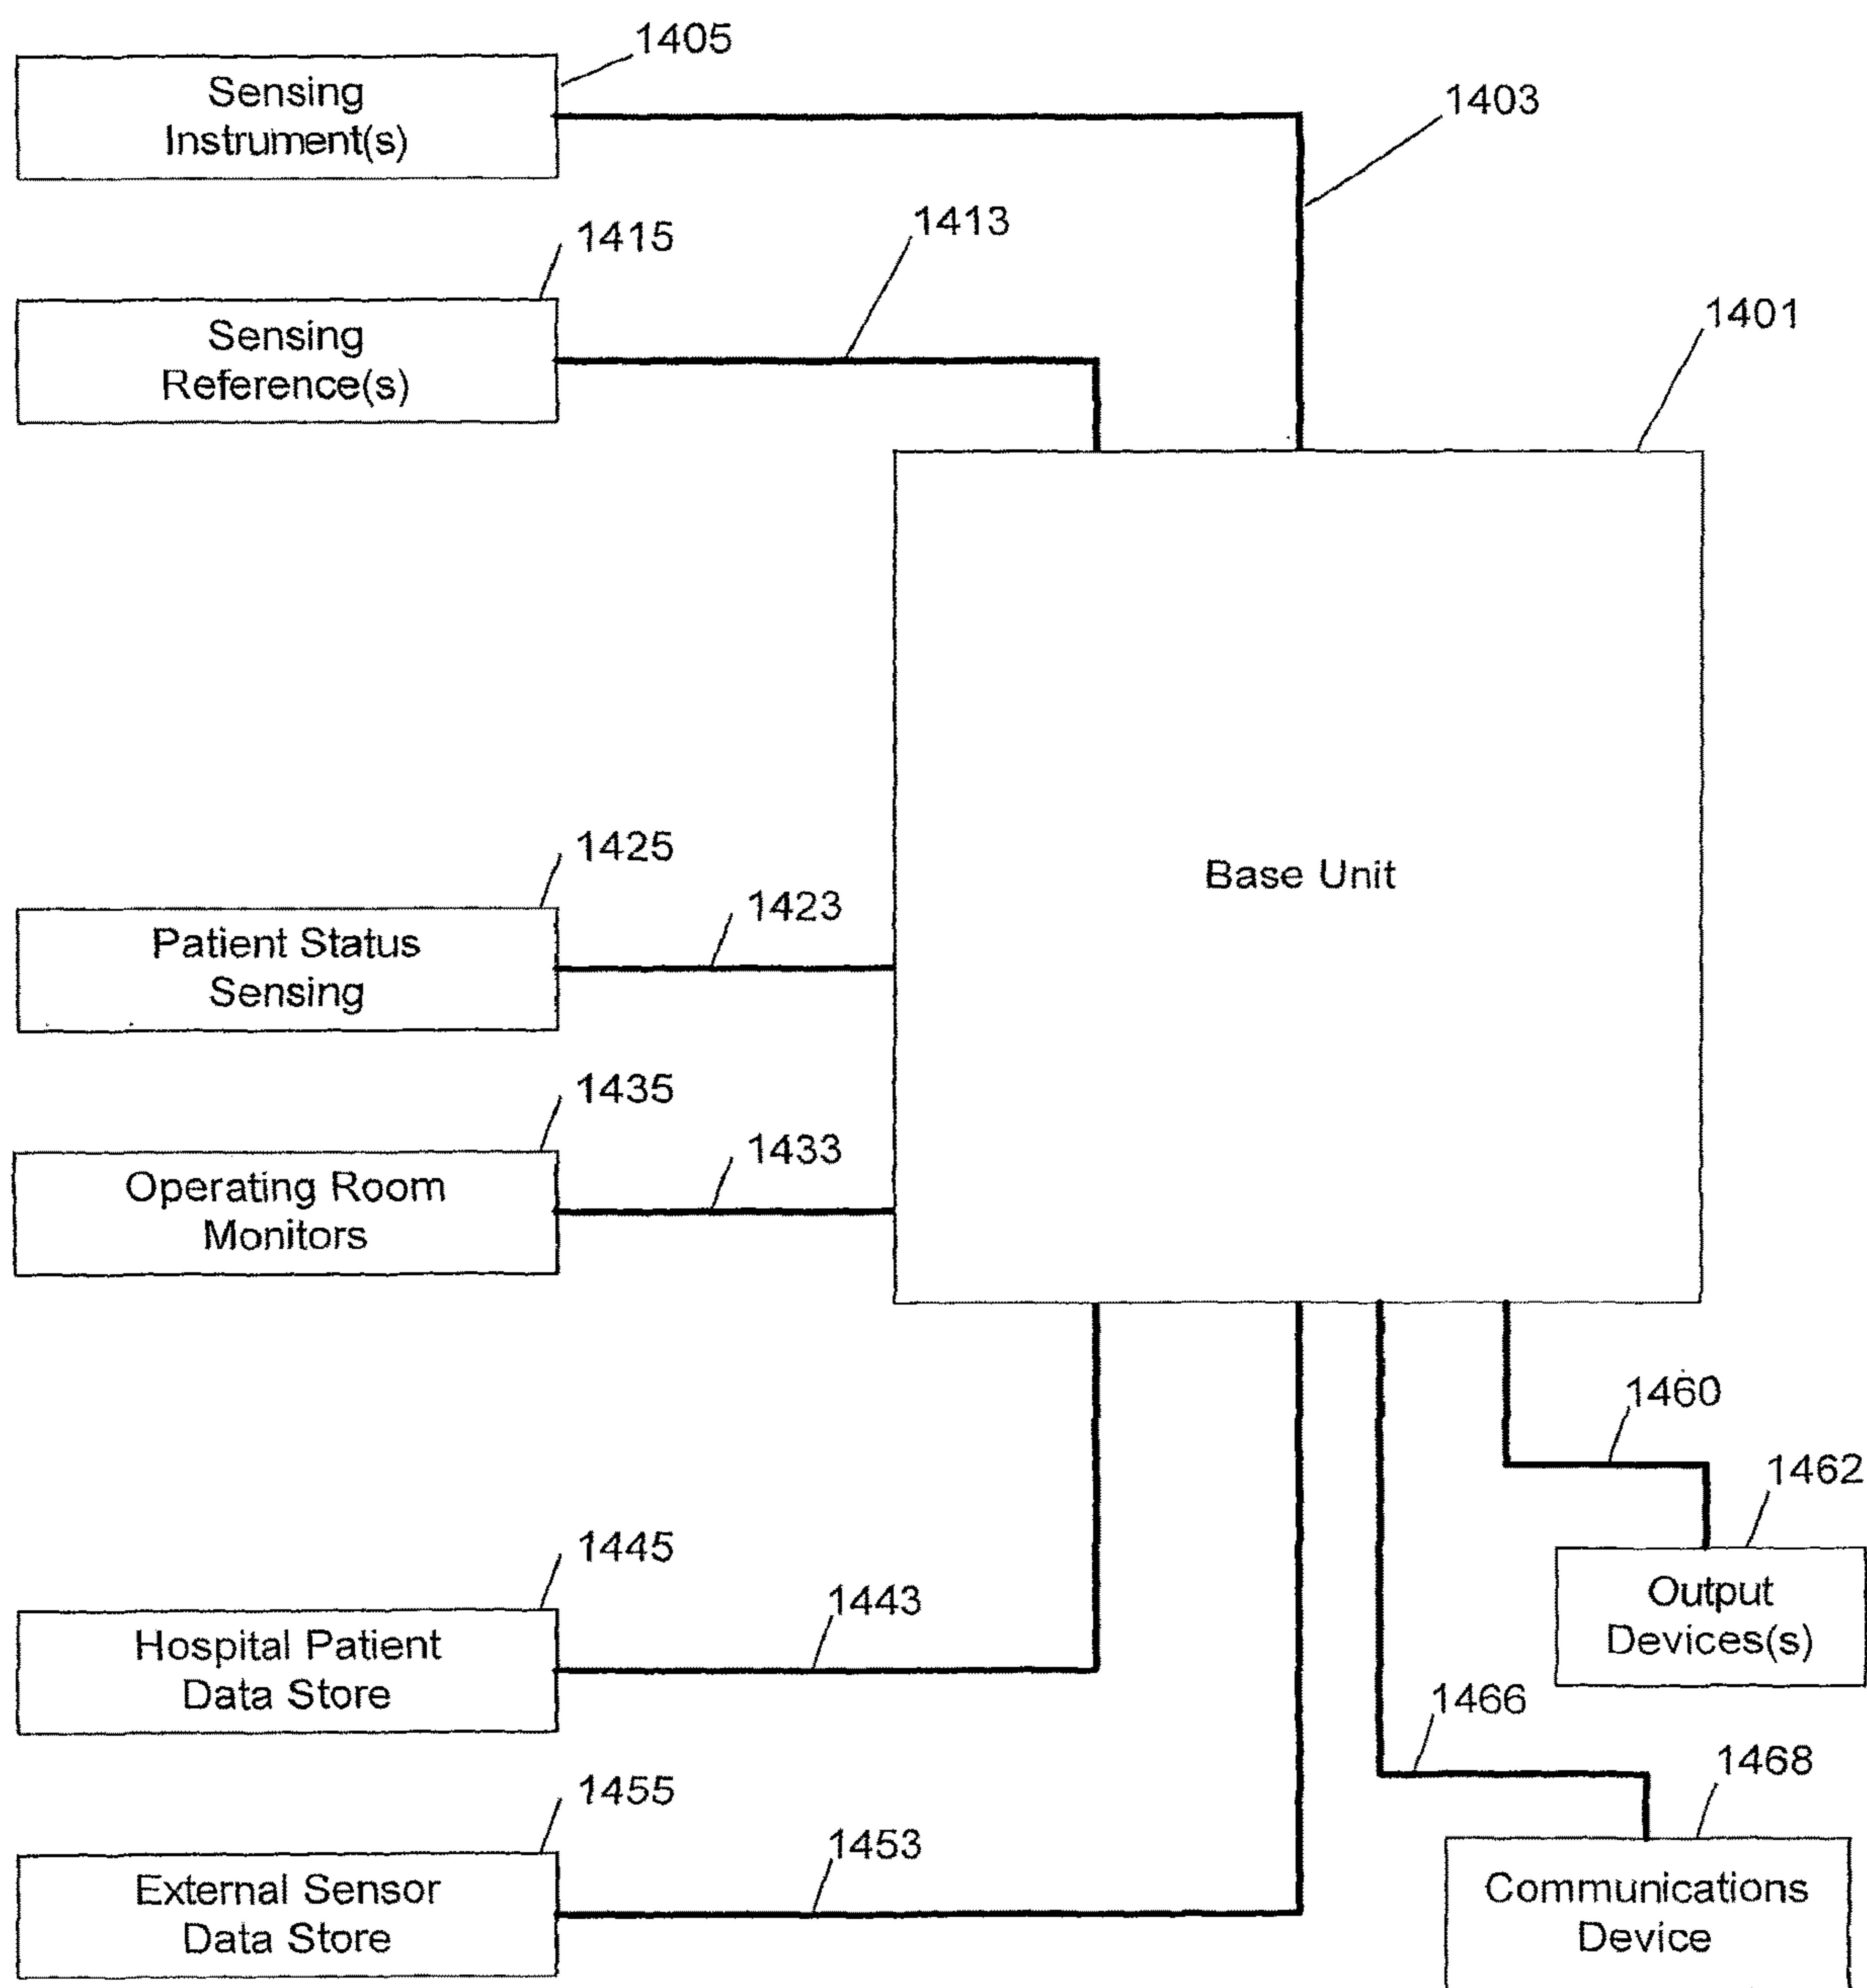 1405
Sensing
Instrument(s)
1403
1415
1413
Sensing
Reference(s)
1401
Base Unit
1425
1423
Patient Status
Sensing
1435
1433
Operating Room
Monitors
1460
1462
Output
Devices(s)
1445
1443
Hospital Patient
Data Store
1466
1468
Communications
Device
1455
1453
External Sensor
Data Store